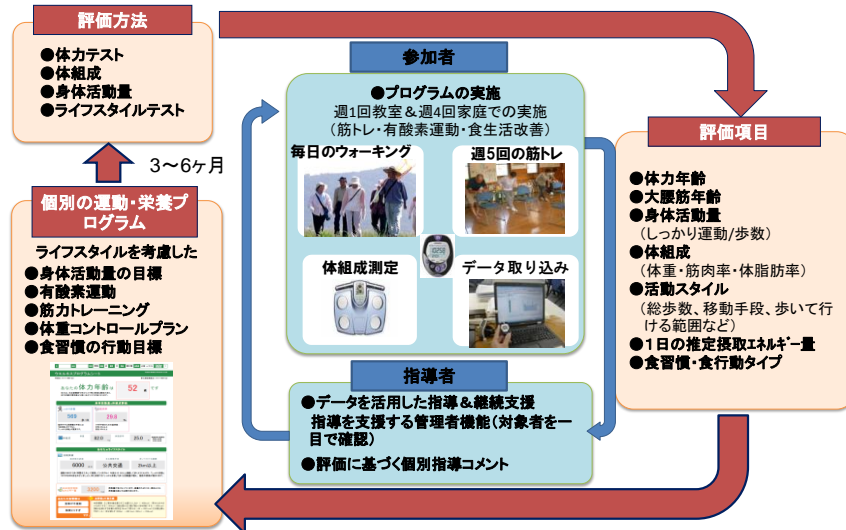 評価方法
●体力テスト
●体組成
●身体活動量
●ライフスタイルテスト
3～6ヶ月
個別の運動・栄養プ
ログラム
ライフスタイルを考慮した
●身体活動量の目標
●有酸素運動
●筋力トレーニング
●体重コントロールプラン
●食習慣の行動目標
体力年齢
52
6000
公共交通
参加者
●プログラムの実施
週1回教室＆週4回家庭での実施
（筋トレ・有酸素運動・食生活改善）
毎日のウォーキング
週5回の筋トレ
体組成測定
データ取り込み
指導者
●データを活用した指導＆継続支援
指導を支援する管理者機能（対象者を一
目で確認）
●評価に基づく個別指導コメント
評価項目
●体力年齢
●大腰筋年齢
●身体活動量
（しっかり運動/歩数）
●体組成
（体重・筋肉率・体脂肪率）
●活動スタイル
（総歩数、移動手段、歩いて行
ける範囲など）
●１日の推定摂取エネルギー量
●食習慣・食行動タイプ